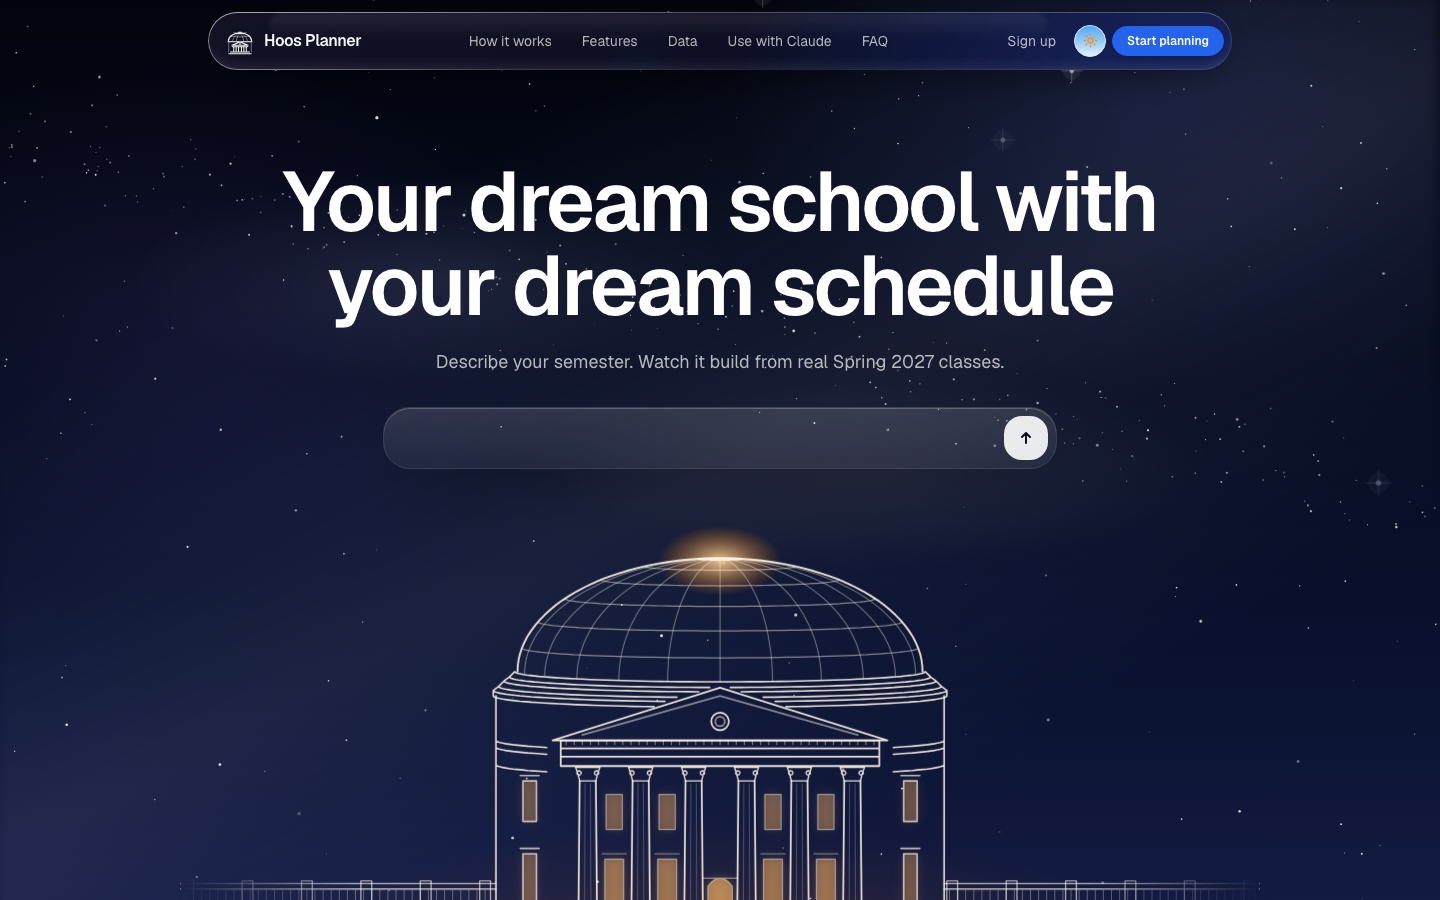 Hoos Planner
How it works
Features
Data
Use with Claude
FAQ
Sign up
Start planning
Your dream school with
your dream schedule
Describe your semester. Watch it build from real Spring 2027 classes.